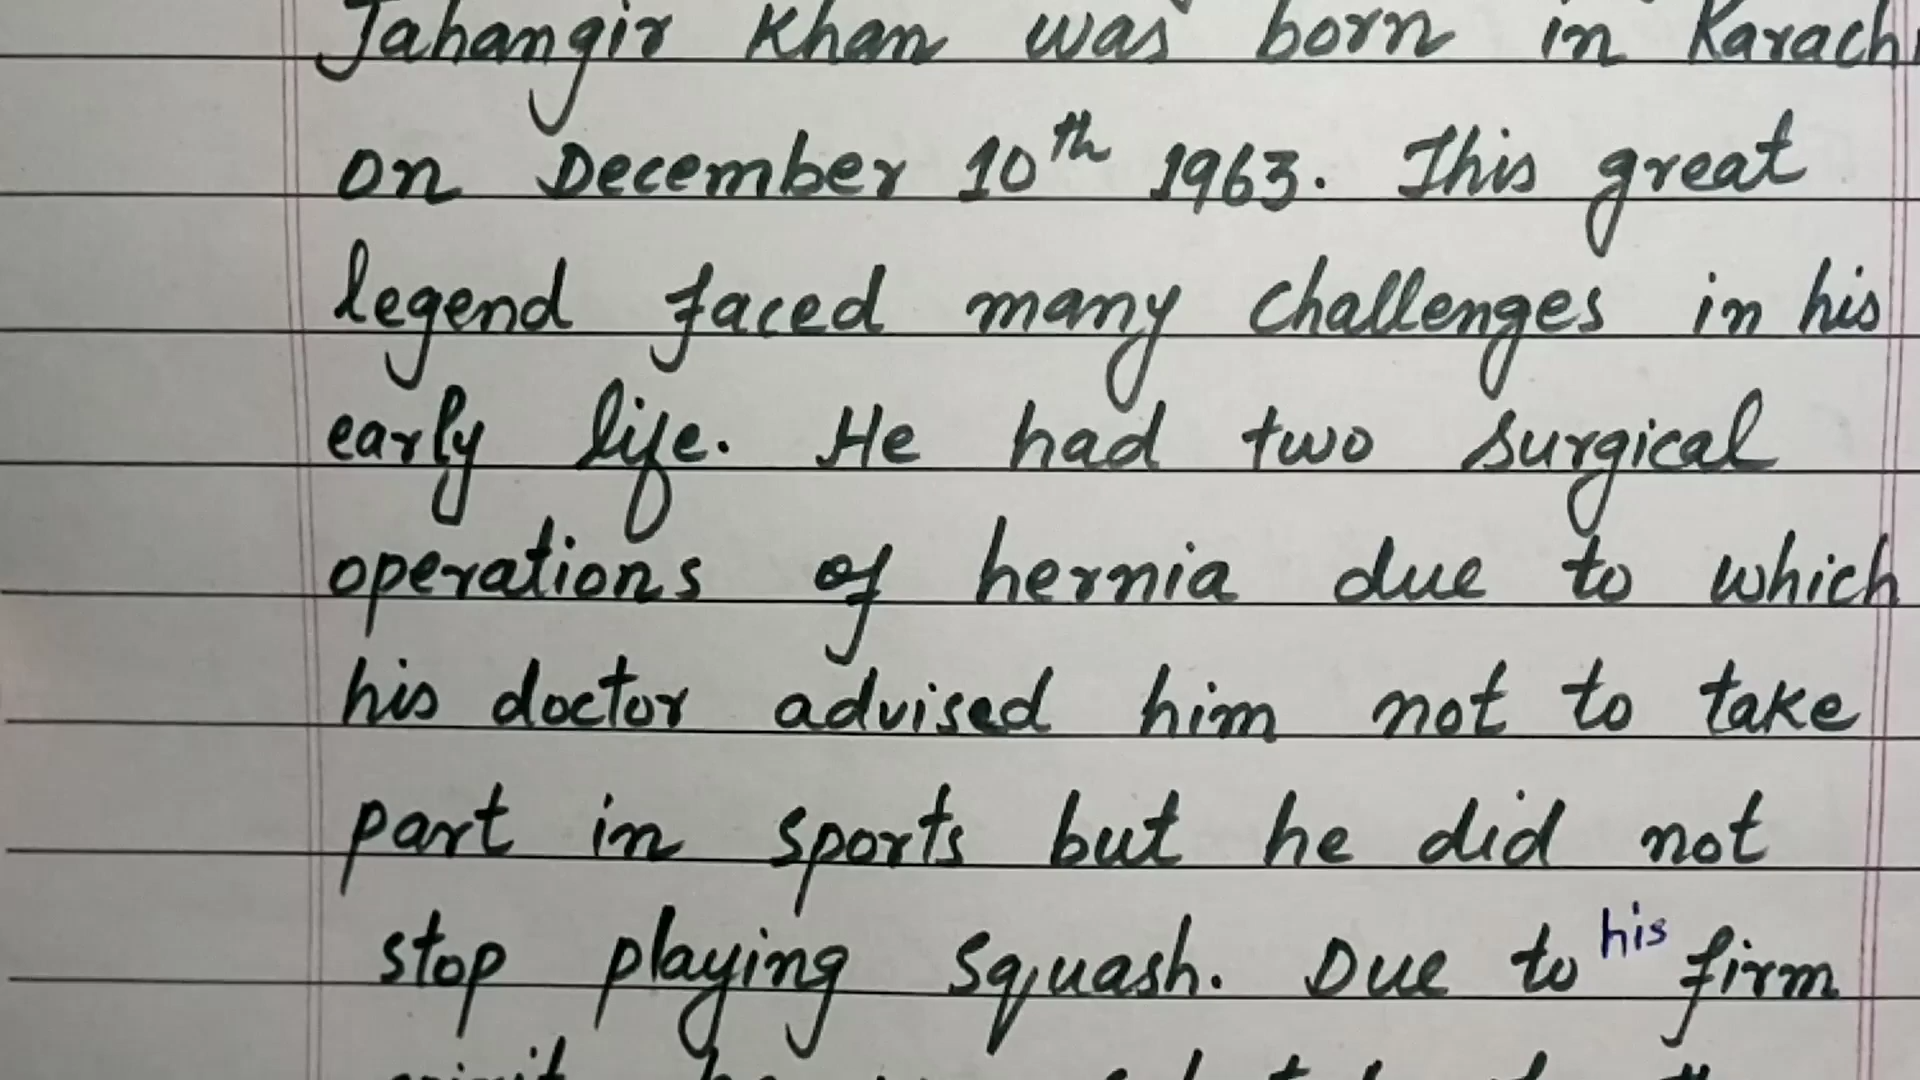 Jahangir Khan was born in Karachi
on December 10th 1963. This great
legend faced many challenges in his
early life. He had two surgical
operations of hernia due to which
his doctor advised him not to take
part in sports but he did not
stop playing squash. Due to his firm